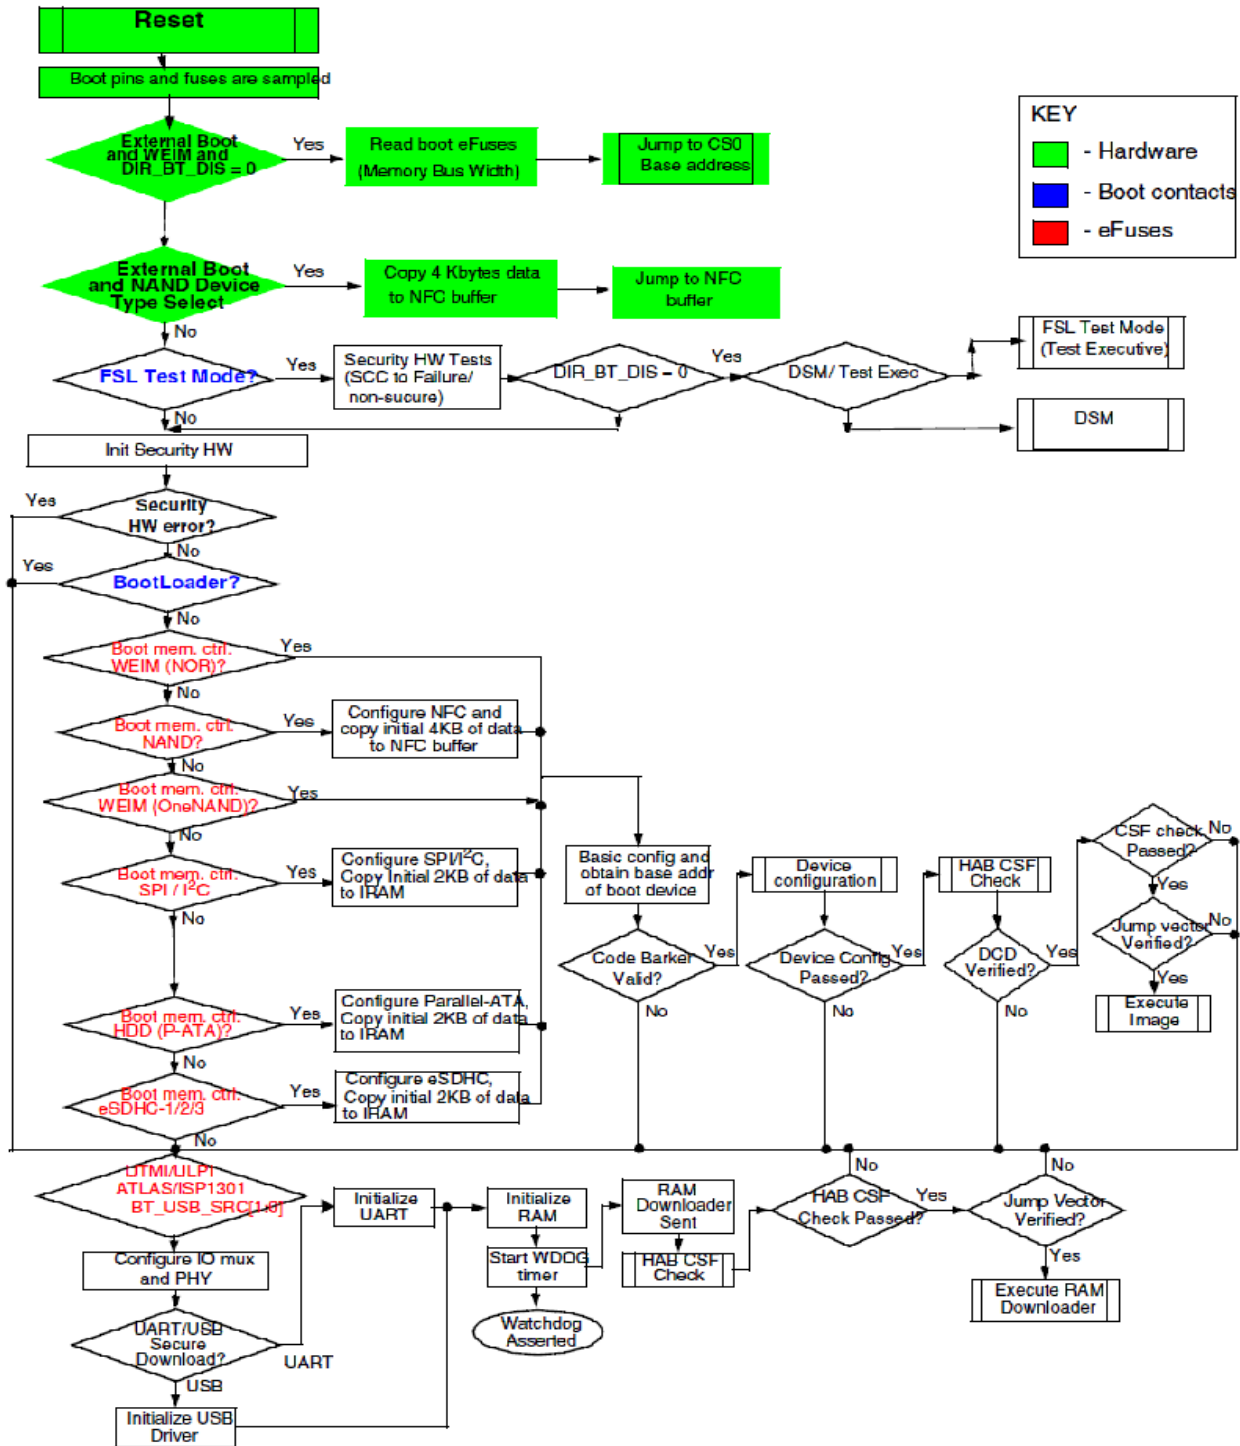 Reset
Boot pins and fuses are sampled
External Boot
and WEIM and
DIR_BT_DIS = 0
Yes
Read boot eFuses
(Memory Bus Width)
Jump to CS0
Base address
KEY
- Hardware
- Boot contacts
- eFuses
External Boot
and NAND Device
Type Select
Yes
Copy 4 Kbytes data
to NFC buffer
Jump to NFC
buffer
No
FSL Test Mode?
Yes
Security HW Tests
(SCC to Failure/
non-sucure)
DIR_BT_DIS = 0
Yes
DSM/ Test Exec
FSL Test Mode
(Test Executive)
DSM
No
Init Security HW
Yes
Security
HW error?
No
Yes
BootLoader?
No
Boot mem. ctrl.
WEIM (NOR)?
Yes
No
Boot mem. ctrl.
NAND?
Yes
Configure NFC and
copy initial 4KB of data
to NFC buffer
No
Boot mem. ctrl.
WEIM (OneNAND)?
Yes
No
Boot mem. ctrl.
SPI / I²C
Yes
Configure SPI/I²C,
Copy Initial 2KB of data
to IRAM
No
Basic config and
obtain base addr
of boot device
Device
configuration
HAB CSF
Check
CSF check
Passed?
No
Yes
Code Barker
Valid?
Yes
Device Config
Passed?
Yes
DCD
Verified?
Yes
Jump vector
Verified?
No
Yes
Execute
Image
No
No
No
Boot mem. ctrl.
HDD (P-ATA)?
Yes
Configure Parallel-ATA,
Copy initial 2KB of data
to IRAM
No
Boot mem. ctrl.
eSDHC-1/2/3
Yes
Configure eSDHC,
Copy initial 2KB of data
to IRAM
No
UTMI/ULPI
ATLAS/ISP1301
BT_USB_SRC[1:0]
Initialize
UART
Initialize
RAM
RAM
Downloader
Sent
No
HAB CSF
Check Passed?
Yes
No
Jump Vector
Verified?
Yes
Configure IO mux
and PHY
Start WDOG
timer
HAB CSF
Check
Execute RAM
Downloader
UART/USB
Secure
Download?
UART
Watchdog
Asserted
USB
Initialize USB
Driver